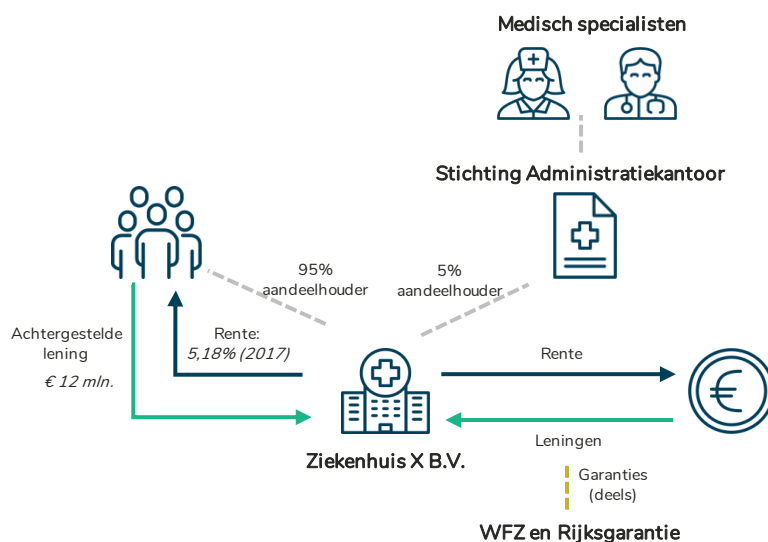 Medisch specialisten
Stichting Administratiekantoor
95%
aandeelhouder
5%
aandeelhouder
Achtergestelde
lening
€ 12 mln.
Rente:
5,18% (2017)
Rente
€
Leningen
Ziekenhuis X B.V.
Garanties
(deels)
WFZ en Rijksgarantie